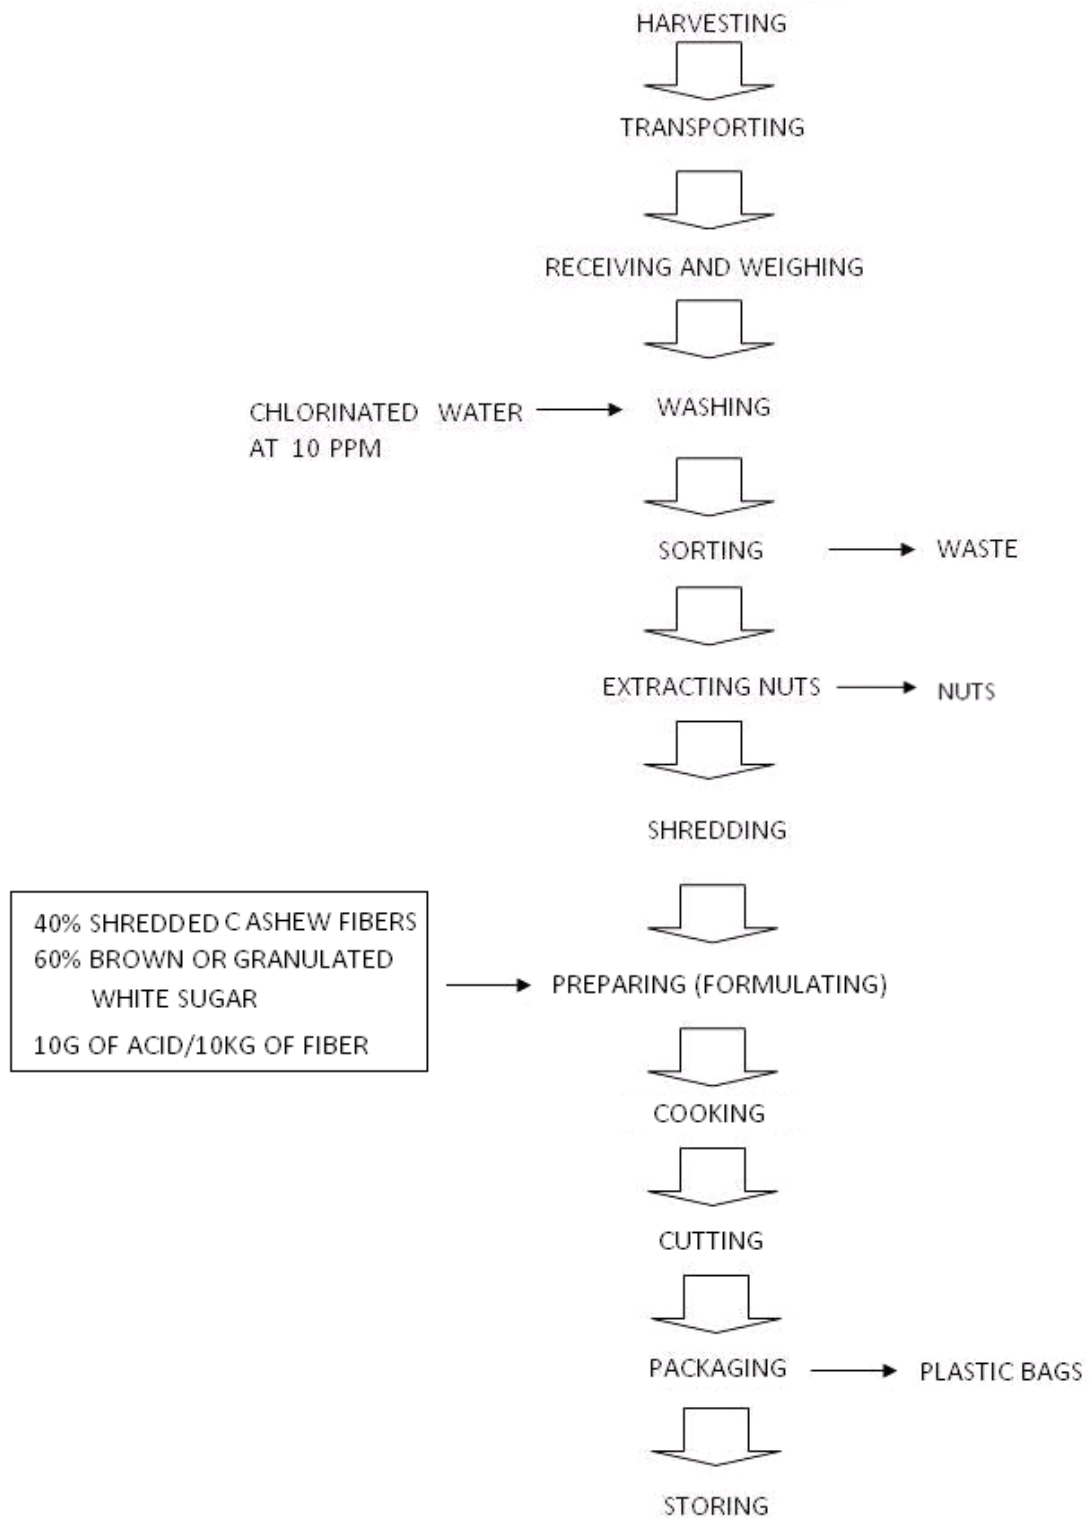 HARVESTING
TRANSPORTING
RECEIVING AND WEIGHING
CHLORINATED WATER
AT 10 PPM
WASHING
SORTING
WASTE
EXTRACTING NUTS
NUTS
SHREDDING
40% SHREDDED CASHEW FIBERS
60% BROWN OR GRANULATED
WHITE SUGAR
10G OF ACID/10KG OF FIBER
PREPARING (FORMULATING)
COOKING
CUTTING
PACKAGING
PLASTIC BAGS
STORING